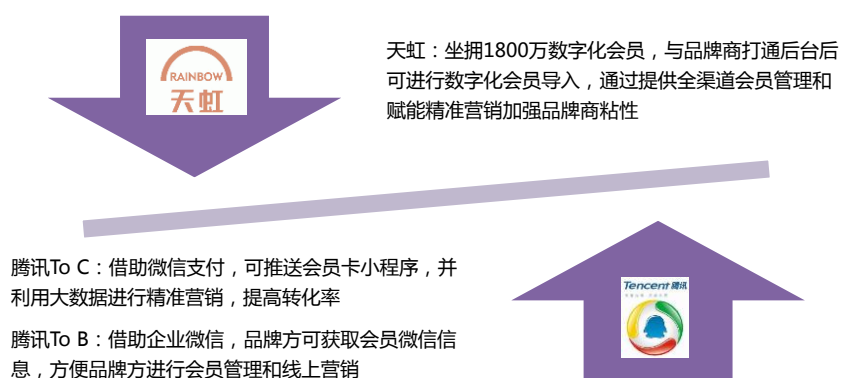 RAINBOW
天虹
天虹：坐拥1800万数字化会员，与品牌商打通后台后
可进行数字化会员导入，通过提供全渠道会员管理和
赋能精准营销加强品牌商粘性
腾讯To C：借助微信支付，可推送会员卡小程序，并
利用大数据进行精准营销，提高转化率
腾讯To B：借助企业微信，品牌方可获取会员微信信
息，方便品牌方进行会员管理和线上营销
Tencent 腾讯